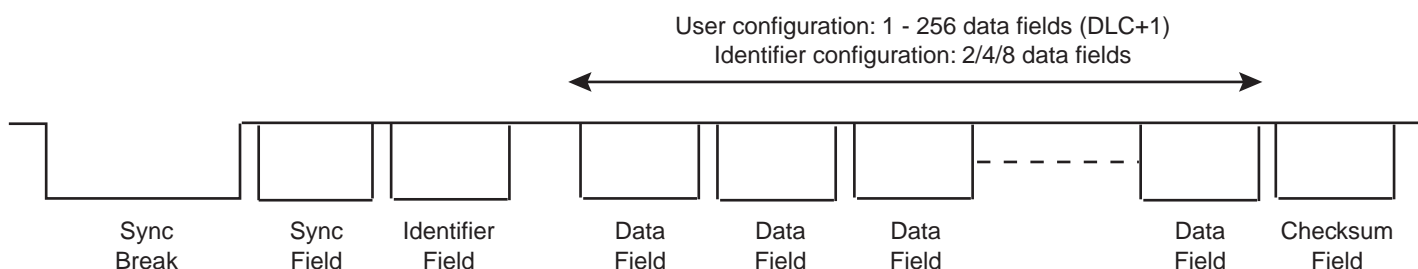 User configuration: 1 - 256 data fields (DLC+1)
Identifier configuration: 2/4/8 data fields
Sync
Break
Sync
Field
Identifier
Field
Data
Field
Data
Field
Data
Field
Data
Field
Checksum
Field